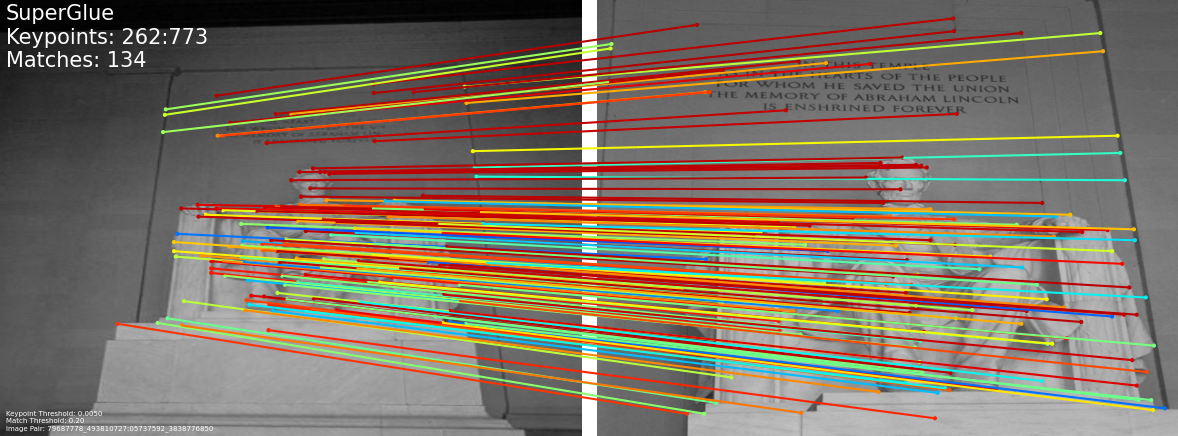 SuperGlue
Keypoints: 262:773
Matches: 134
IN THIS TEMPLE
AS IN THE HEARTS OF THE PEOPLE
FOR WHOM HE SAVED THE UNION
THE MEMORY OF ABRAHAM LINCOLN
IS ENSHRINED FOREVER
Keypoint Threshold: 0.0050
Match Threshold: 0.20
Image Pair: 79687778_493810727:05737592_3838776850